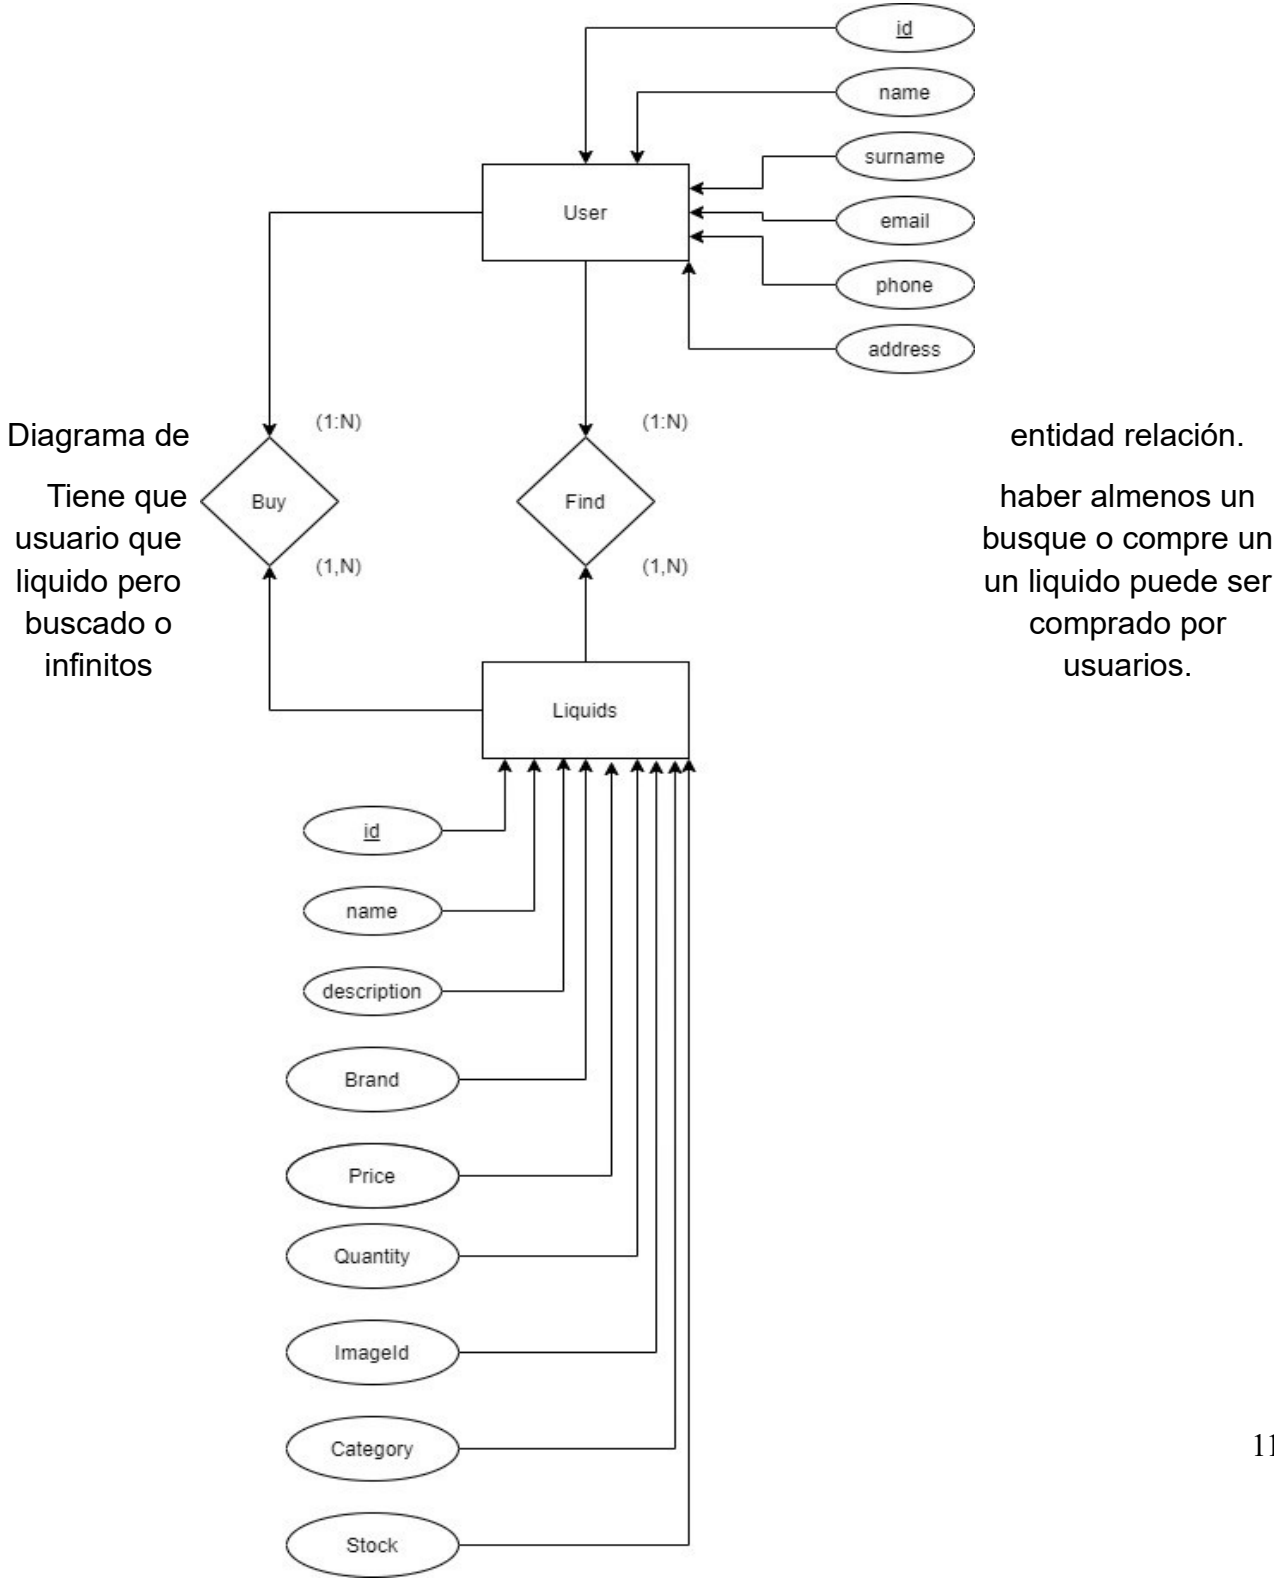 id
name
surname
User
email
phone
address
(1:N)
(1:N)
Diagrama de entidad relación.
Buy
Find
Tiene que haber almenos un
usuario que busque o compre un
(1,N)
(1,N)
liquido pero un liquido puede ser
buscado o comprado por
infinitos usuarios.
Liquids
id
name
description
Brand
Price
Quantity
ImageId
Category
11
Stock